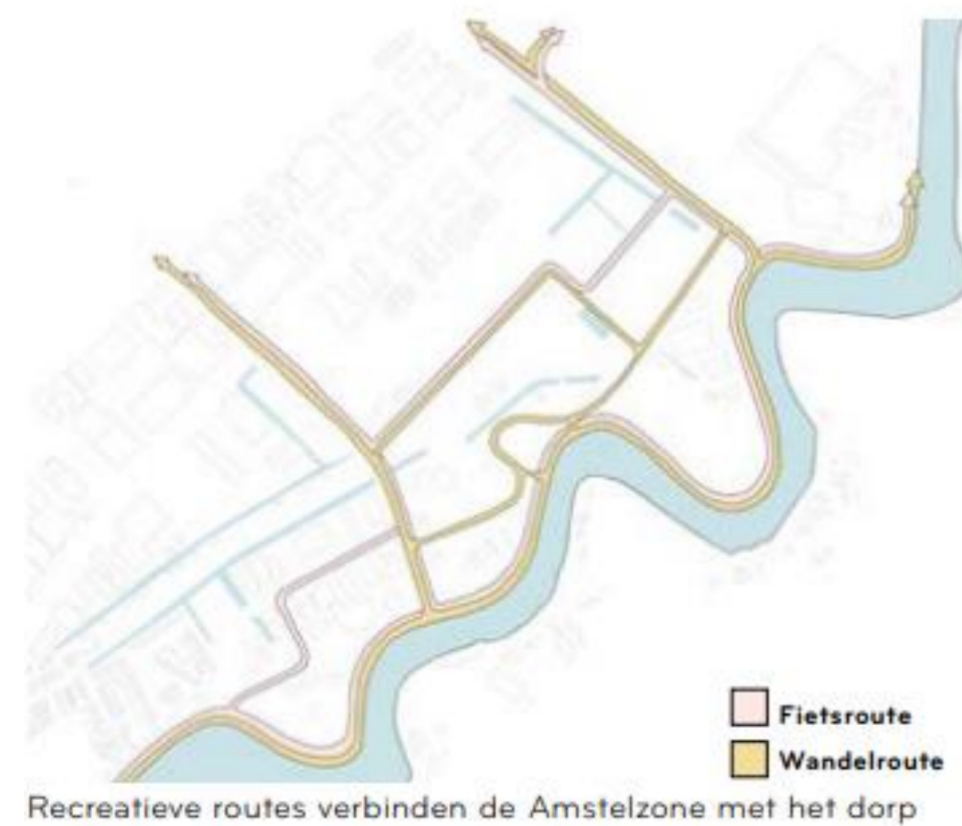 Fietsroute
Wandelroute
Recreatieve routes verbinden de Amstelzone met het dorp